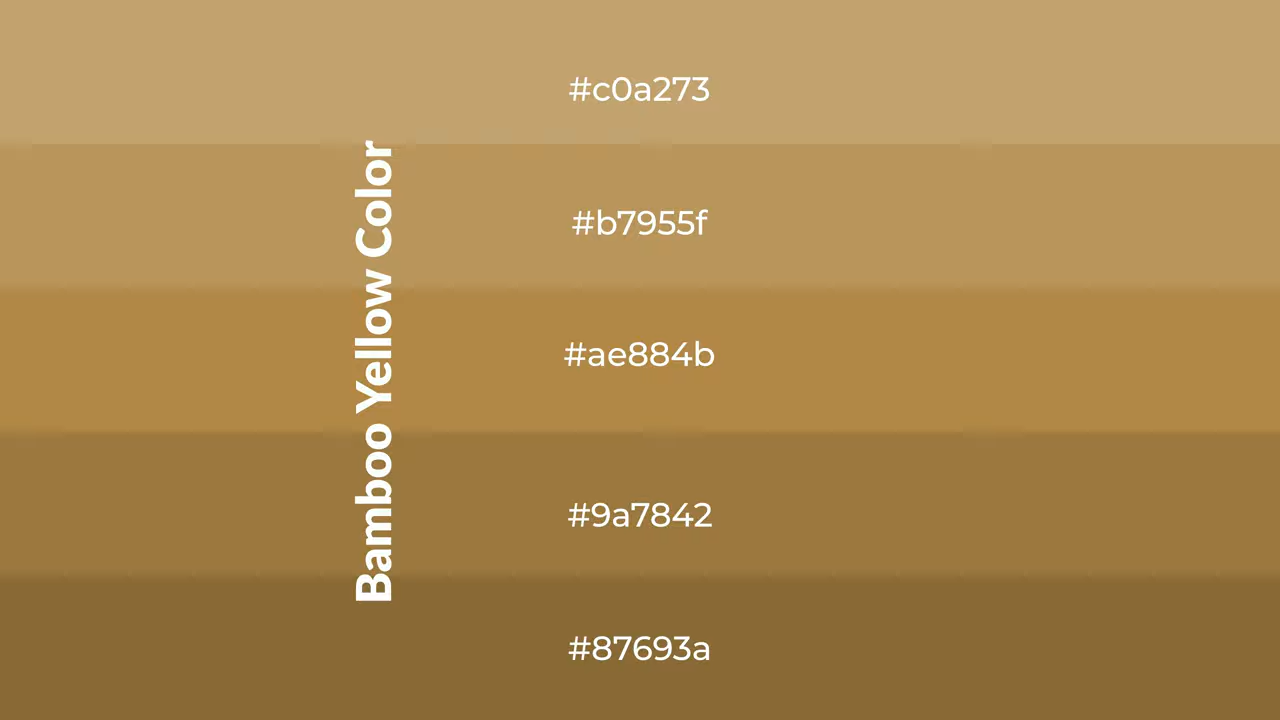 Bamboo Yellow Color
#c0a273
#b7955f
#ae884b
#9a7842
#87693a